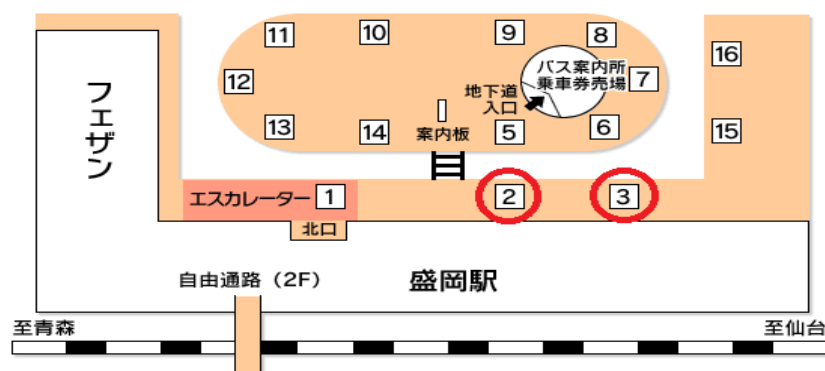 フェザン
11
10
9
8
12
13
14
案内板
地下道
入口
バス案内所
乗車券売場
7
5
6
16
15
エスカレーター
1
2
3
北口
自由通路（2F）
盛岡駅
至青森
至仙台